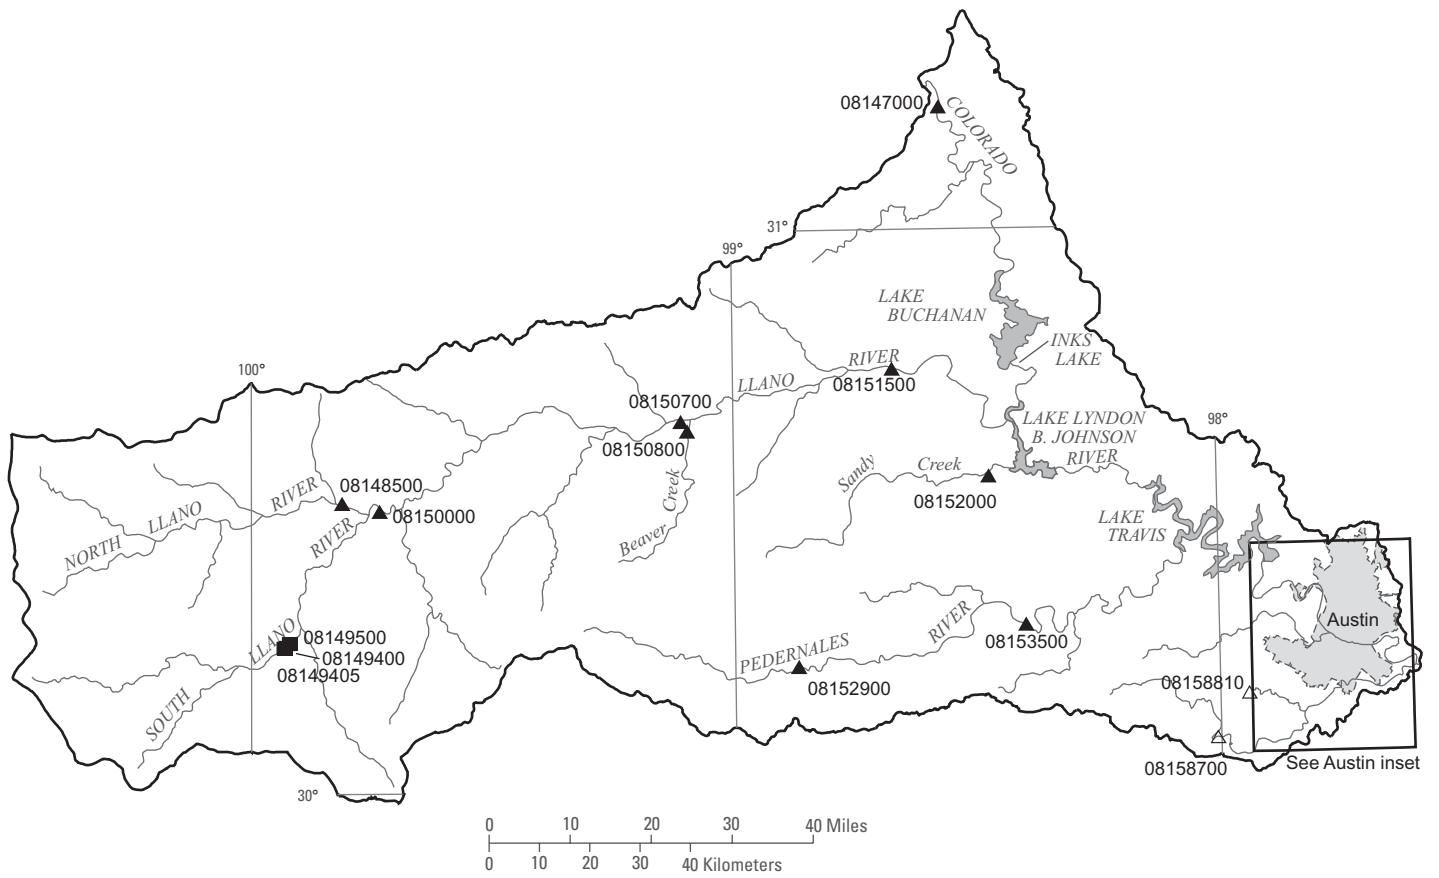 08147000
COLORADO
31°
99°
LAKE
BUCHANAN
INKS
LAKE
100°
RIVER
LLANO
08151500
08150700
08150800
LAKE LYNDON
B. JOHNSON
RIVER
98°
Sandy Creek
08152000
Beaver Creek
08148500
08150000
NORTH LLANO RIVER
RIVER
LAKE
TRAVIS
Austin
SOUTH LLANO
08149500
08149400
08149405
PEDERNALES RIVER
08153500
08152900
08158810
08158700
See Austin inset
30°
0 10 20 30 40 Miles
0 10 20 30 40 Kilometers